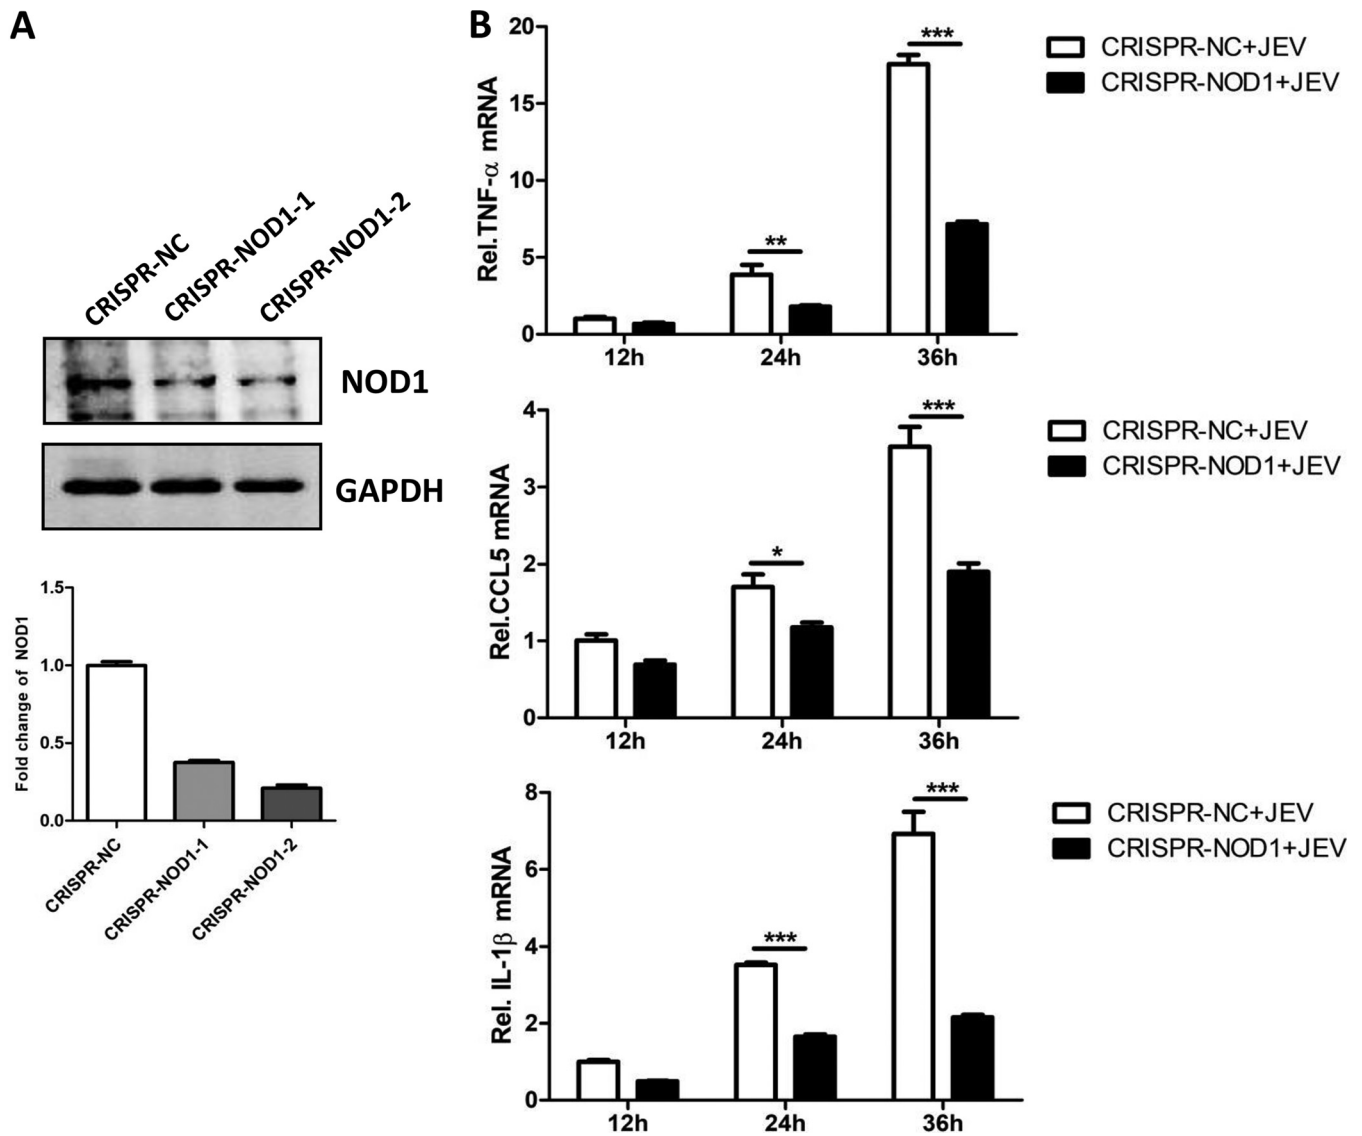 A
CRISPR-NC
CRISPR-NOD1-1
CRISPR-NOD1-2
NOD1
GAPDH
Fold change of NOD1
1.5
1.0
0.5
0.0
CRISPR-NC
CRISPR-NOD1-1
CRISPR-NOD1-2
B
Rel.TNF-α mRNA
20
15
10
5
0
**
***
12h
24h
36h
CRISPR-NC+JEV
CRISPR-NOD1+JEV
Rel.CCL5 mRNA
4
3
2
1
0
*
***
12h
24h
36h
CRISPR-NC+JEV
CRISPR-NOD1+JEV
Rel. IL-1β mRNA
8
6
4
2
0
***
***
12h
24h
36h
CRISPR-NC+JEV
CRISPR-NOD1+JEV